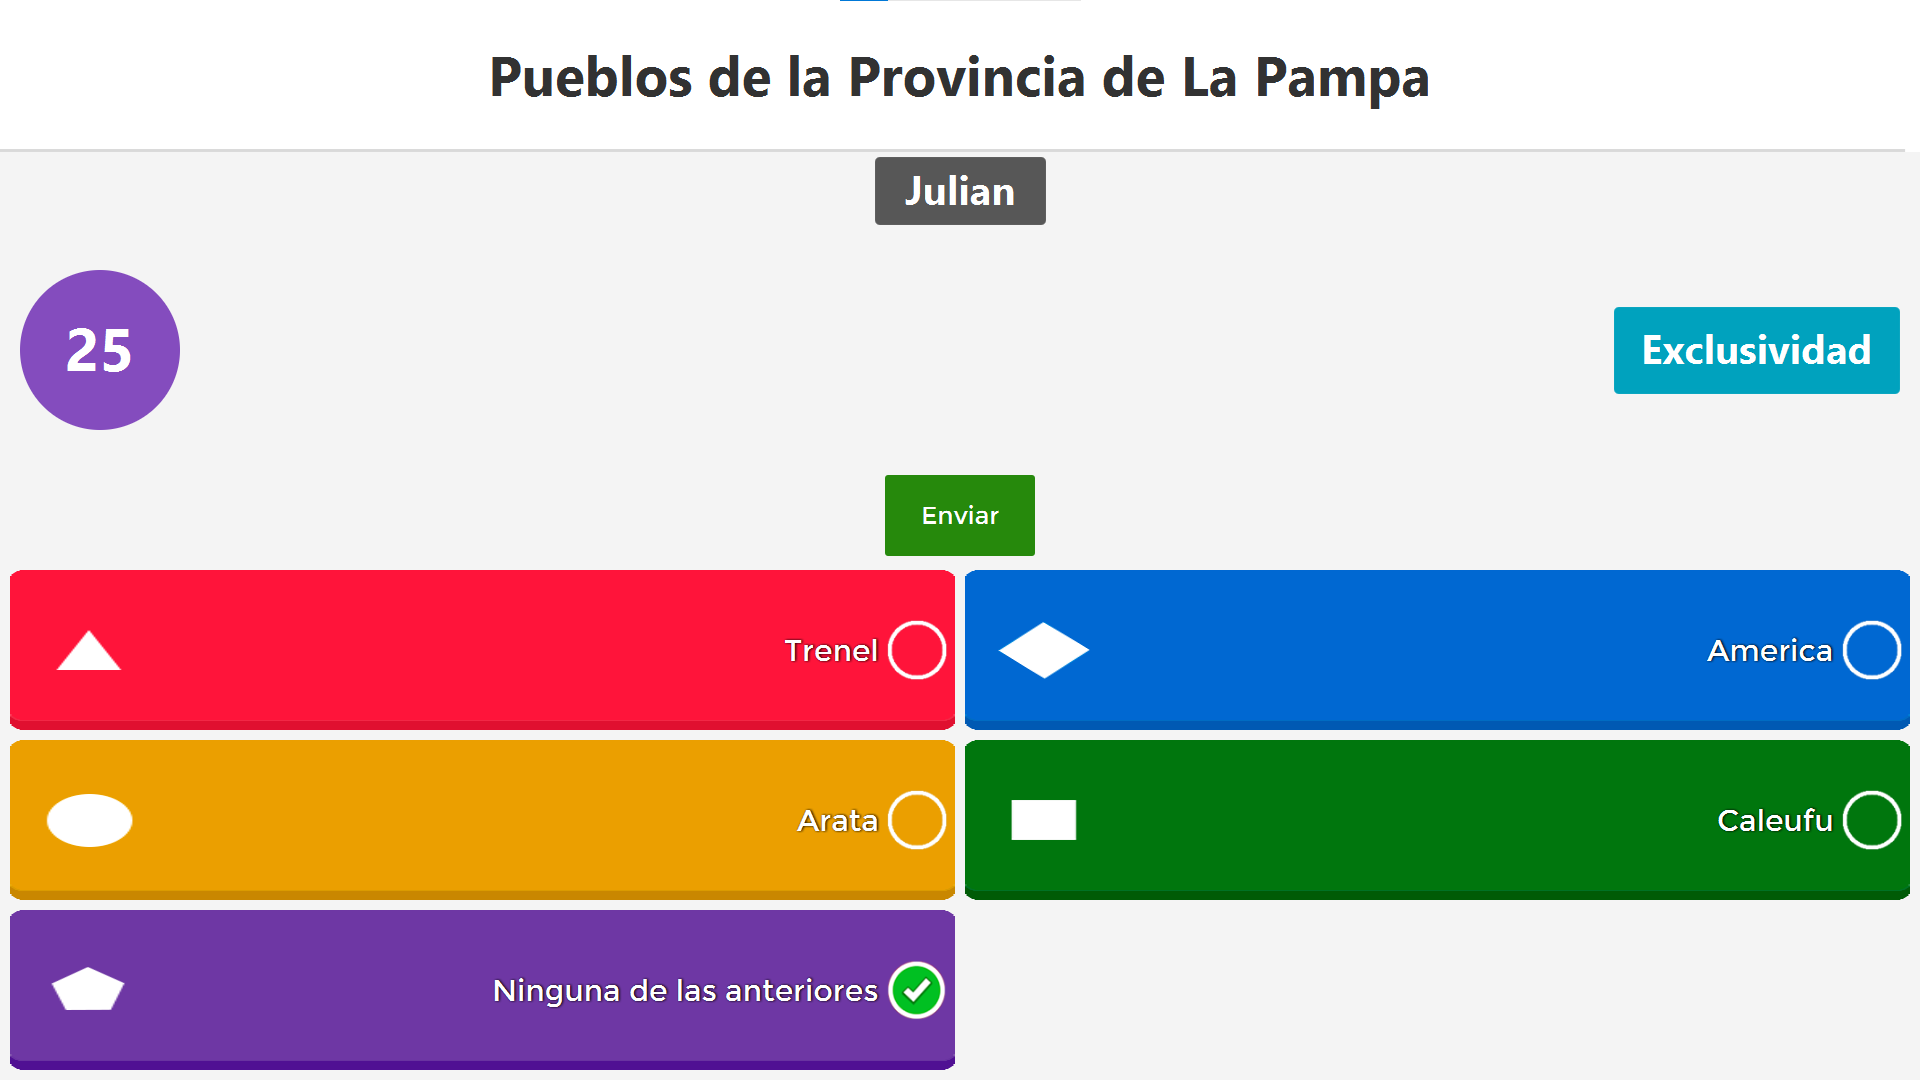 Pueblos de la Provincia de La Pampa
Julian
25
Exclusividad
Enviar
Trenel
America
Arata
Caleufu
Ninguna de las anteriores